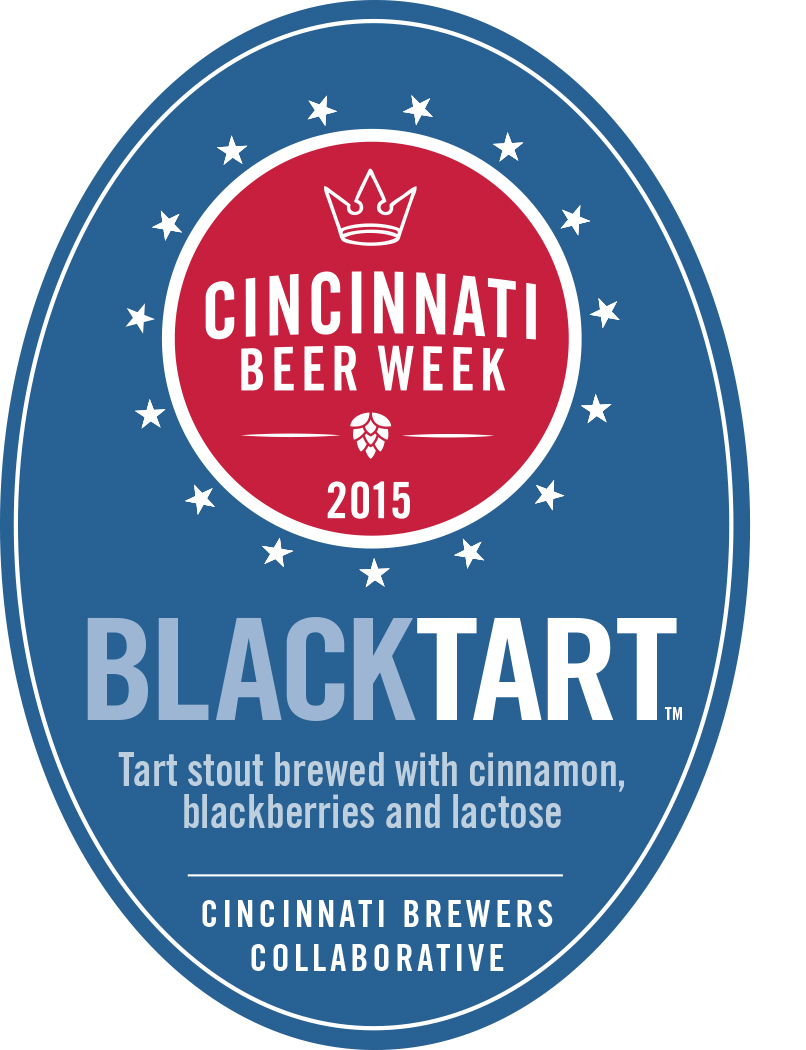 CINCINNATI
BEER WEEK
2015
BLACKTART™
Tart stout brewed with cinnamon,
blackberries and lactose
CINCINNATI BREWERS
COLLABORATIVE